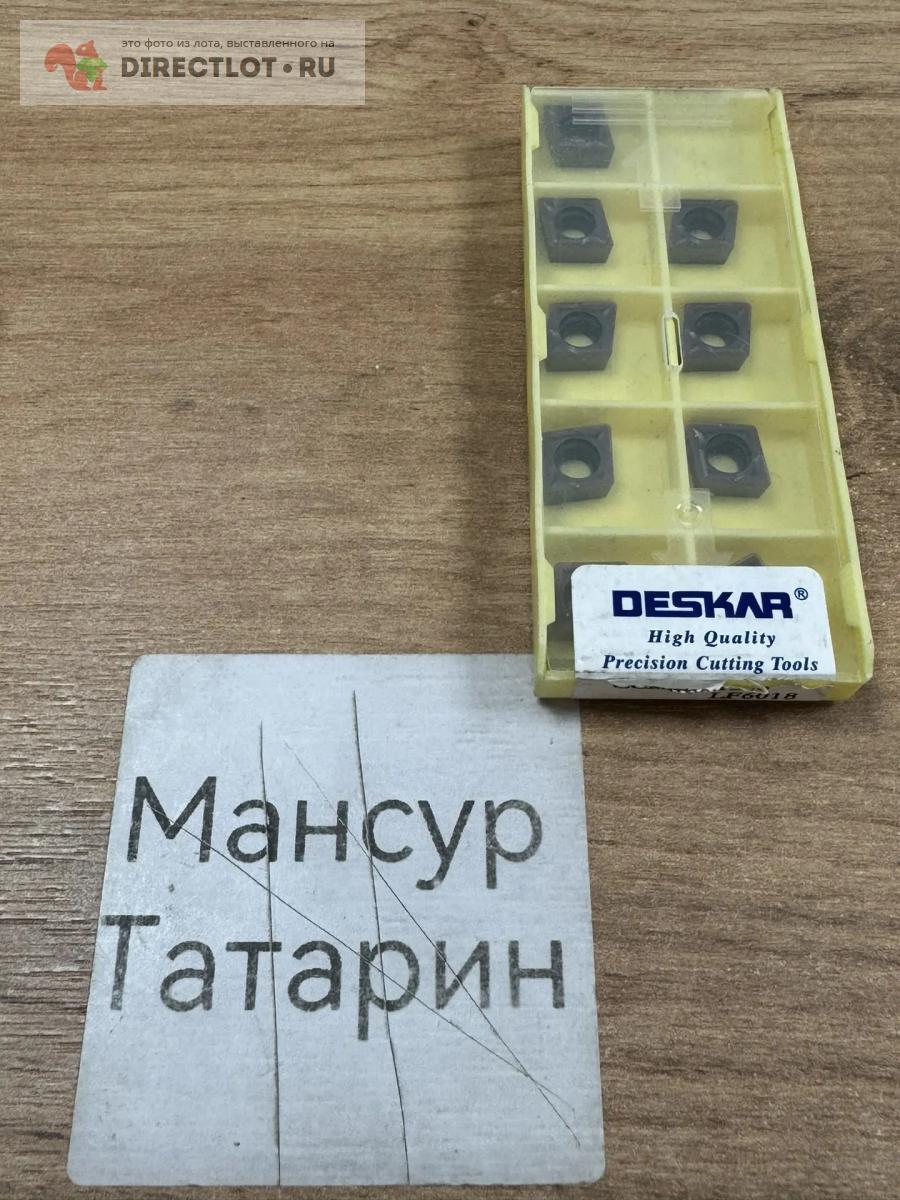 это фото из лота, выставленного на
DIRECTLOT.RU
DESKAR®
High Quality
Precision Cutting Tools
LF6018
Мансур
Татарин